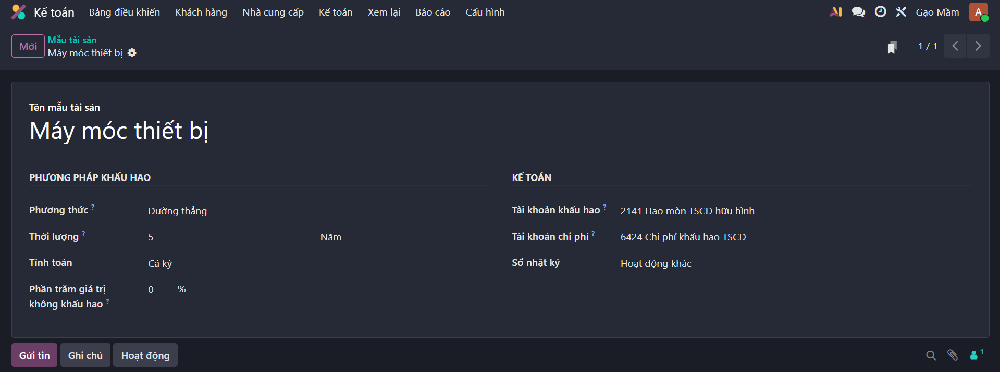 Kế toán Bảng điều khiển Khách hàng Nhà cung cấp Kế toán Xem lại Báo cáo Cấu hình AI Gạo Mầm A
Mới Mẫu tài sản
Máy móc thiết bị 1 / 1
Tên mẫu tài sản
Máy móc thiết bị
PHƯƠNG PHÁP KHẤU HAO
Phương thức ? Đường thẳng
Thời lượng ? 5 Năm
Tính toán Cả kỳ
Phần trăm giá trị
không khấu hao ? 0 %
KẾ TOÁN
Tài khoản khấu hao ? 2141 Hao mòn TSCĐ hữu hình
Tài khoản chi phí ? 6424 Chi phí khấu hao TSCĐ
Sổ nhật ký Hoạt động khác
Gửi tin Ghi chú Hoạt động 1